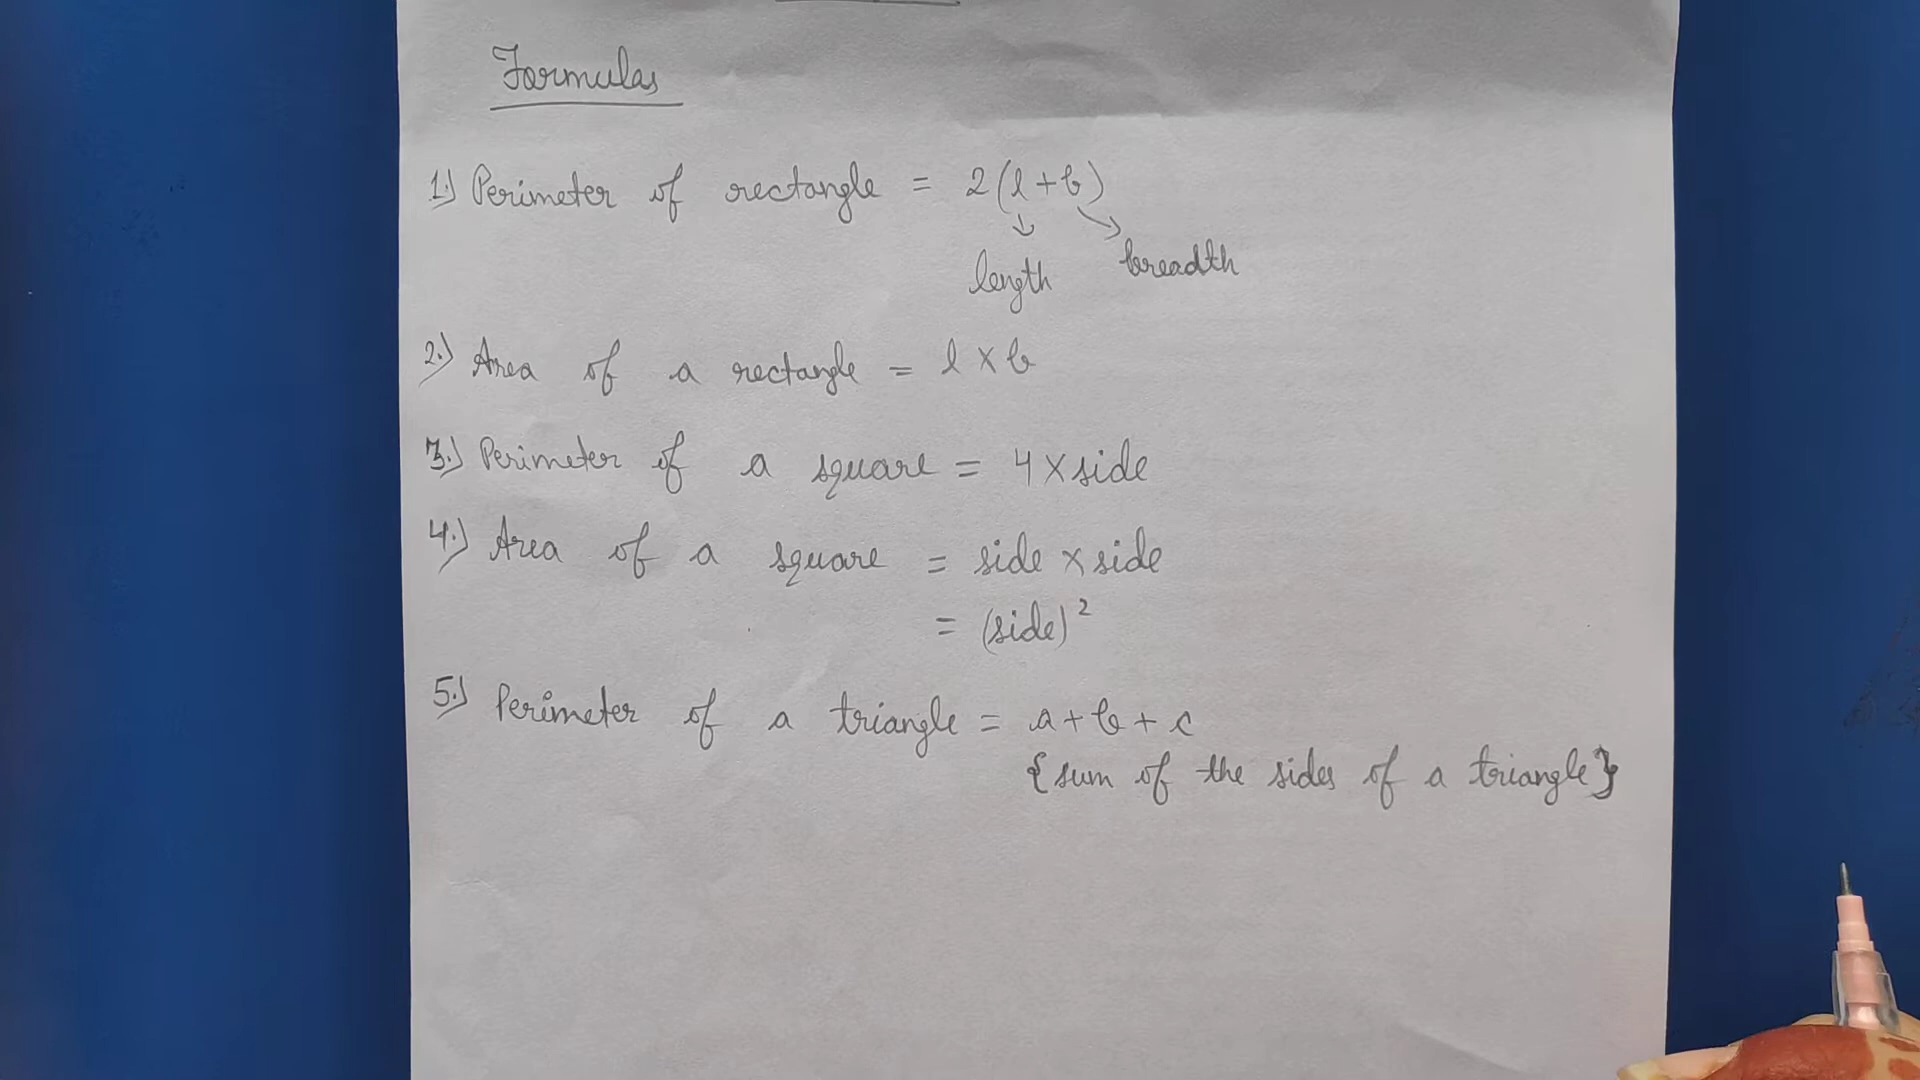 Formulas
1.) Perimeter of rectangle = 2(l+b)
length
breadth
2.) Area of a rectangle = l × b
3.) Perimeter of a square = 4 × side
4.) Area of a square = side × side
= (side)²
5.) Perimeter of a triangle = a + b + c
{sum of the sides of a triangle}